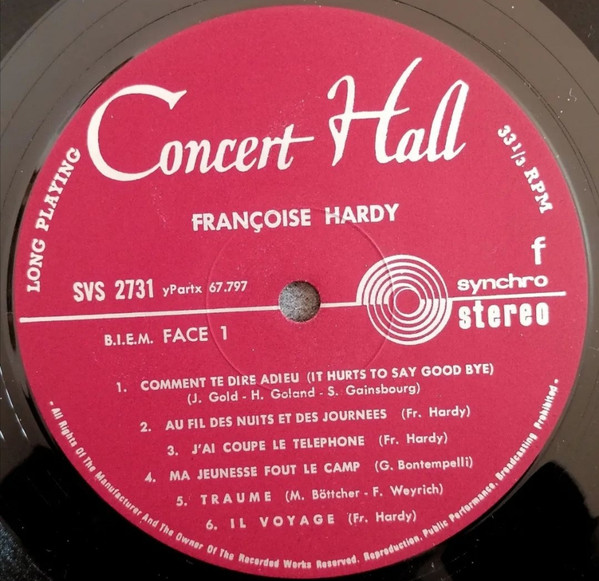 Concert Hall
LONG PLAYING
33 1/3 RPM
FRANÇOISE HARDY
f
SVS 2731 yPartx 67.797
synchro
stereo
B.I.E.M. FACE 1
1. COMMENT TE DIRE ADIEU (IT HURTS TO SAY GOOD BYE)
(J. Gold - H. Goland - S. Gainsbourg)
2. AU FIL DES NUITS ET DES JOURNEES (Fr. Hardy)
3. J'AI COUPE LE TELEPHONE (Fr. Hardy)
4. MA JEUNESSE FOUT LE CAMP (G. Bontempelli)
5. TRAUME (M. Böttcher - F. Weyrich)
6. IL VOYAGE (Fr. Hardy)
- All Rights Of The Manufacturer And The Owner Of The Recorded Works Reserved. Reproduction, Public Performance, Broadcasting Prohibited -